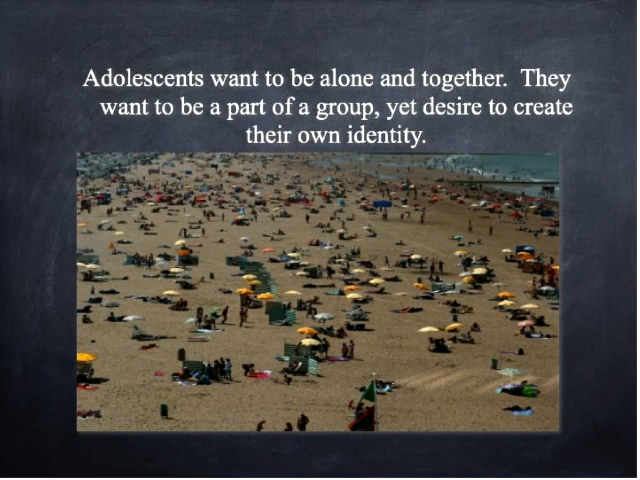 Adolescents want to be alone and together.  They
want to be a part of a group, yet desire to create
their own identity.